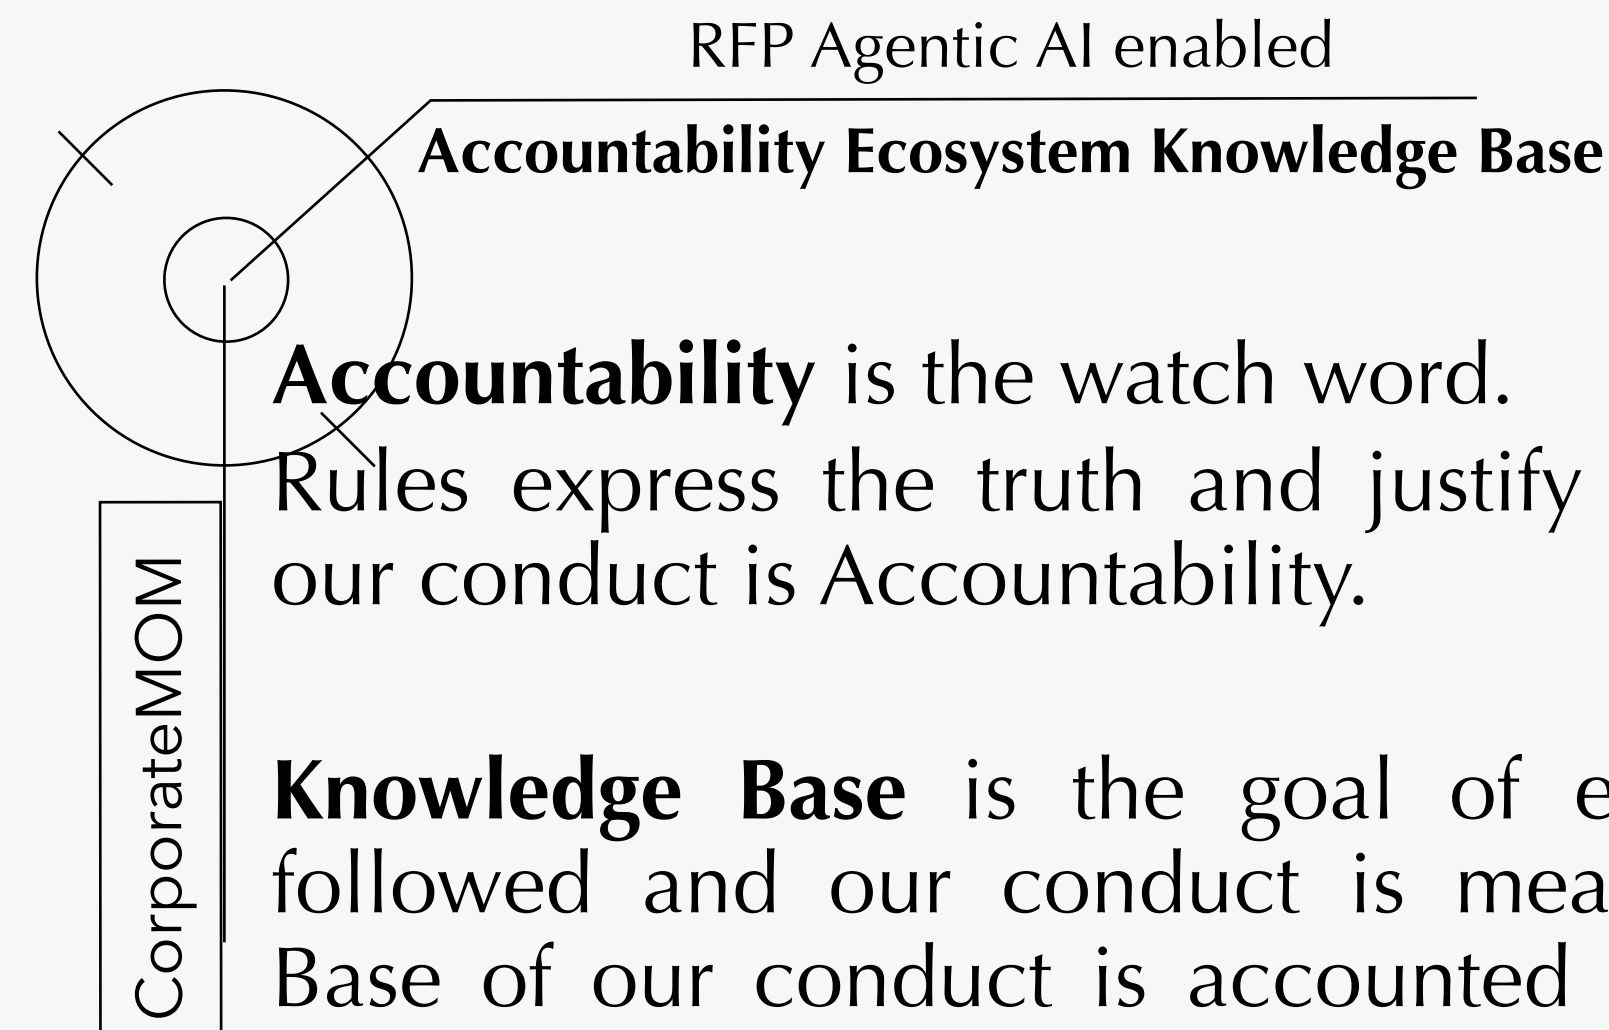 RFP Agentic AI enabled
Accountability Ecosystem Knowledge Base
Accountability is the watch word.
Rules express the truth and justify
our conduct is Accountability.
Knowledge Base is the goal of
followed and our conduct is
Base of our conduct is accounted
CorporateMOM